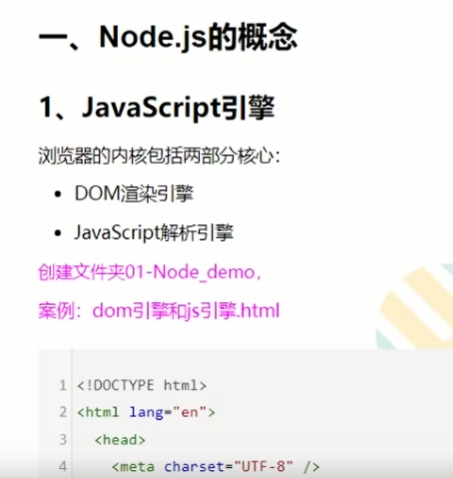 一、Node.js的概念
1、JavaScript引擎
浏览器的内核包括两部分核心：
• DOM渲染引擎
• JavaScript解析引擎
创建文件夹01-Node_demo，
案例：dom引擎和js引擎.html
1 <!DOCTYPE html>
2 <html lang="en">
3 <head>
4 <meta charset="UTF-8" />